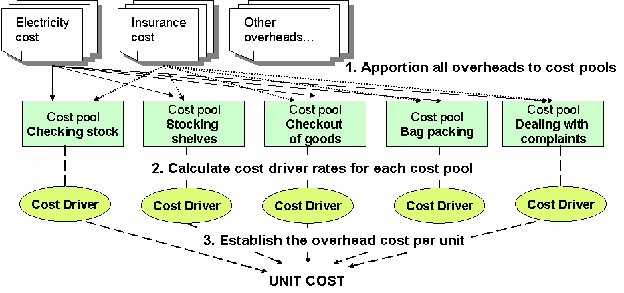 Electricity
cost
Insurance
cost
Other
overheads...
1. Apportion all overheads to cost pools
Cost pool
Checking stock
Cost pool
Stocking
shelves
Cost pool
Checkout
of goods
Cost pool
Bag packing
Cost pool
Dealing with
complaints
2. Calculate cost driver rates for each cost pool
Cost Driver
Cost Driver
Cost Driver
Cost Driver
Cost Driver
3. Establish the overhead cost per unit
UNIT COST